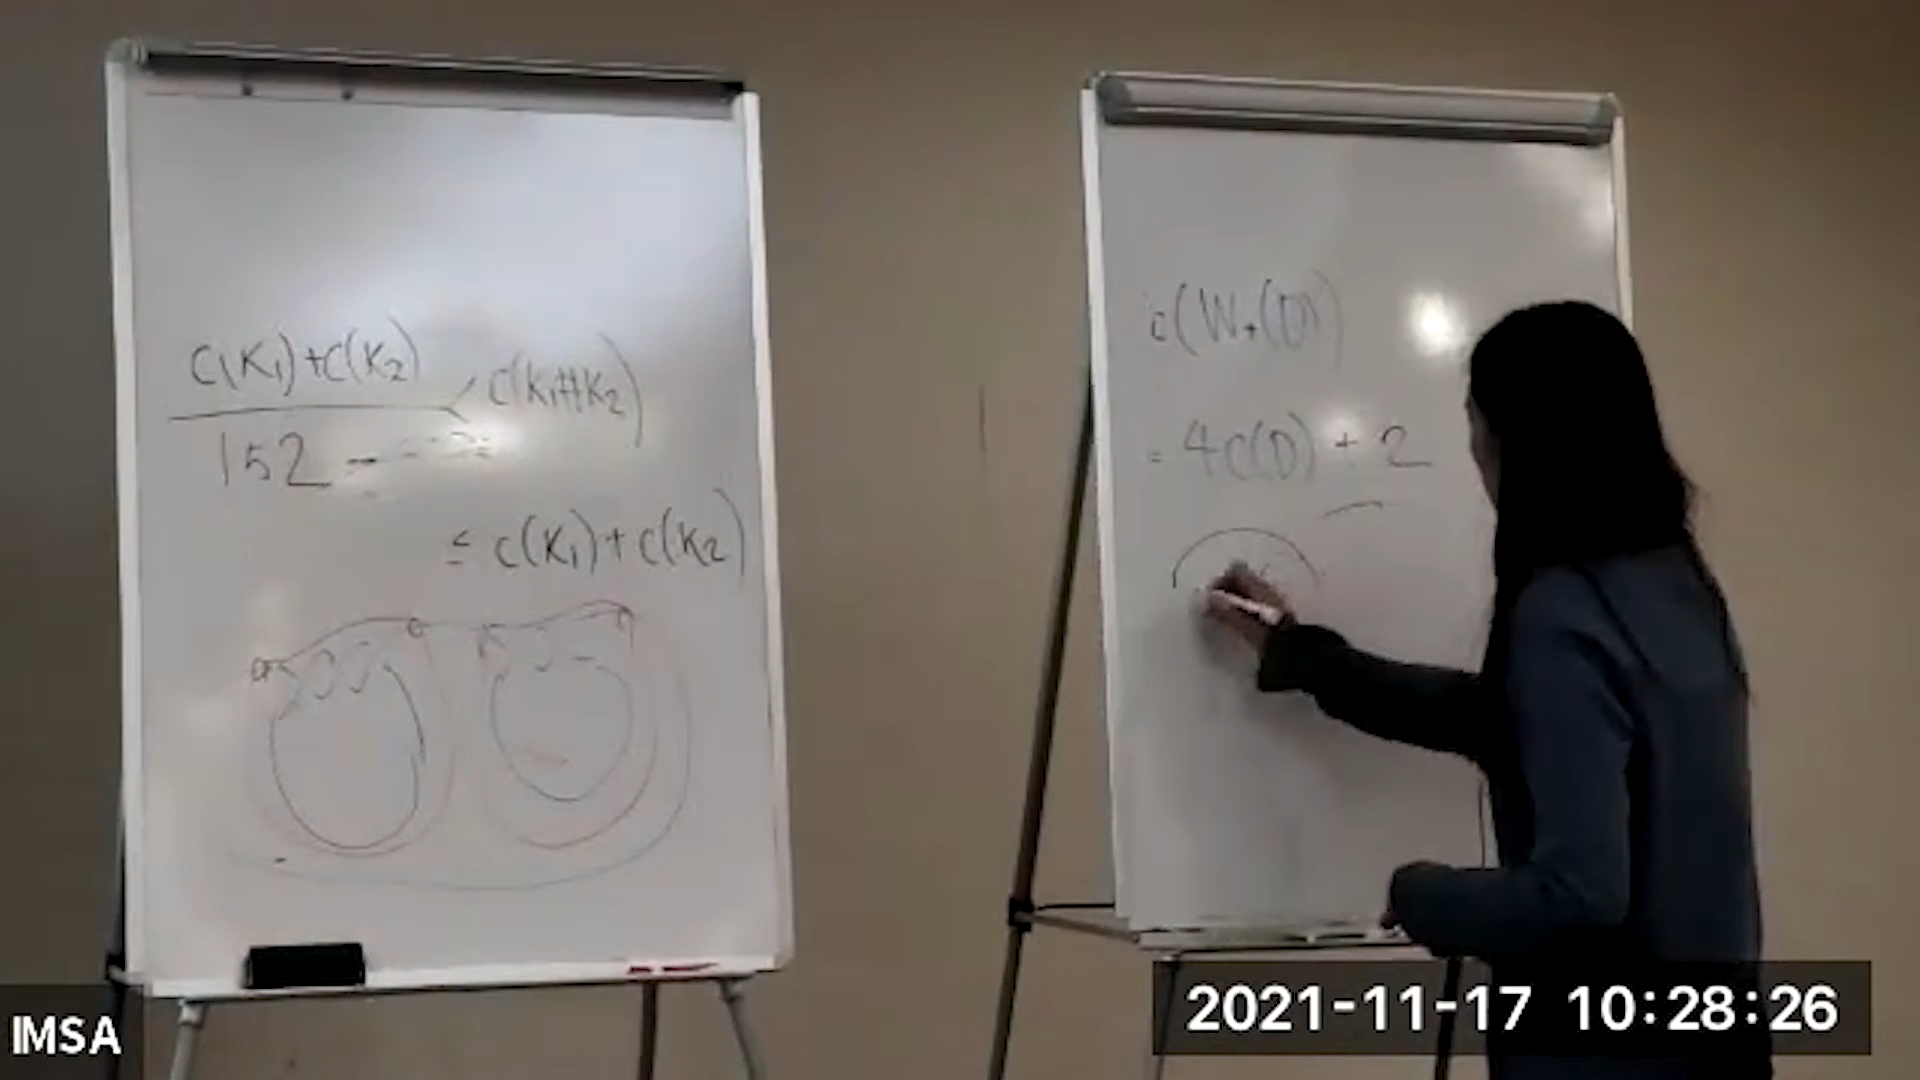 C(K₁)+C(K₂)
152
≤ C(K₁#K₂)
≤ C(K₁)+C(K₂)
c(W₊(D))
= 4c(D) + 2
IMSA
2021-11-17 10:28:26